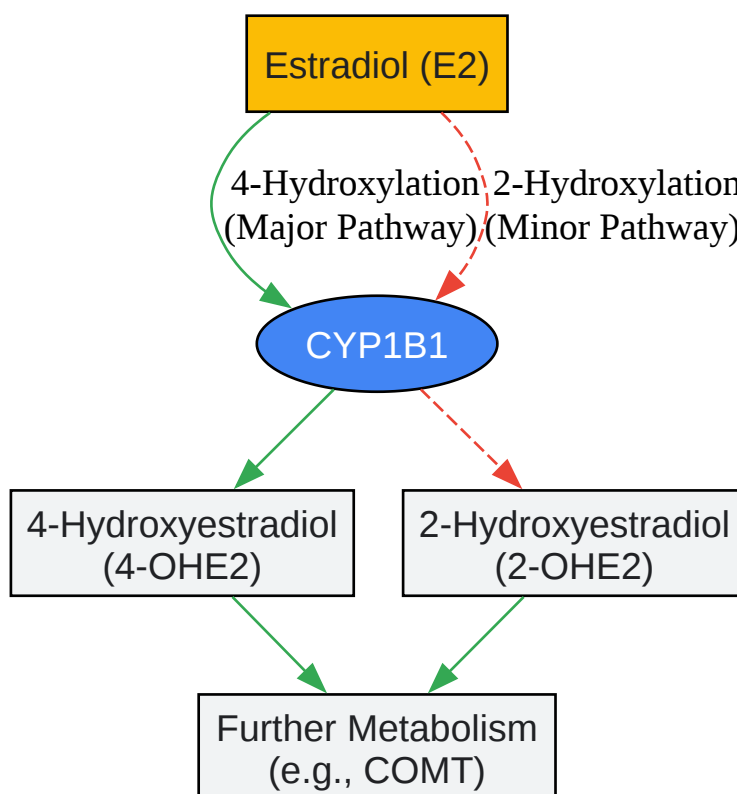 Estradiol (E2)
4-Hydroxylation
(Major Pathway)
2-Hydroxylation
(Minor Pathway)
CYP1B1
4-Hydroxyestradiol
(4-OHE2)
2-Hydroxyestradiol
(2-OHE2)
Further Metabolism
(e.g., COMT)